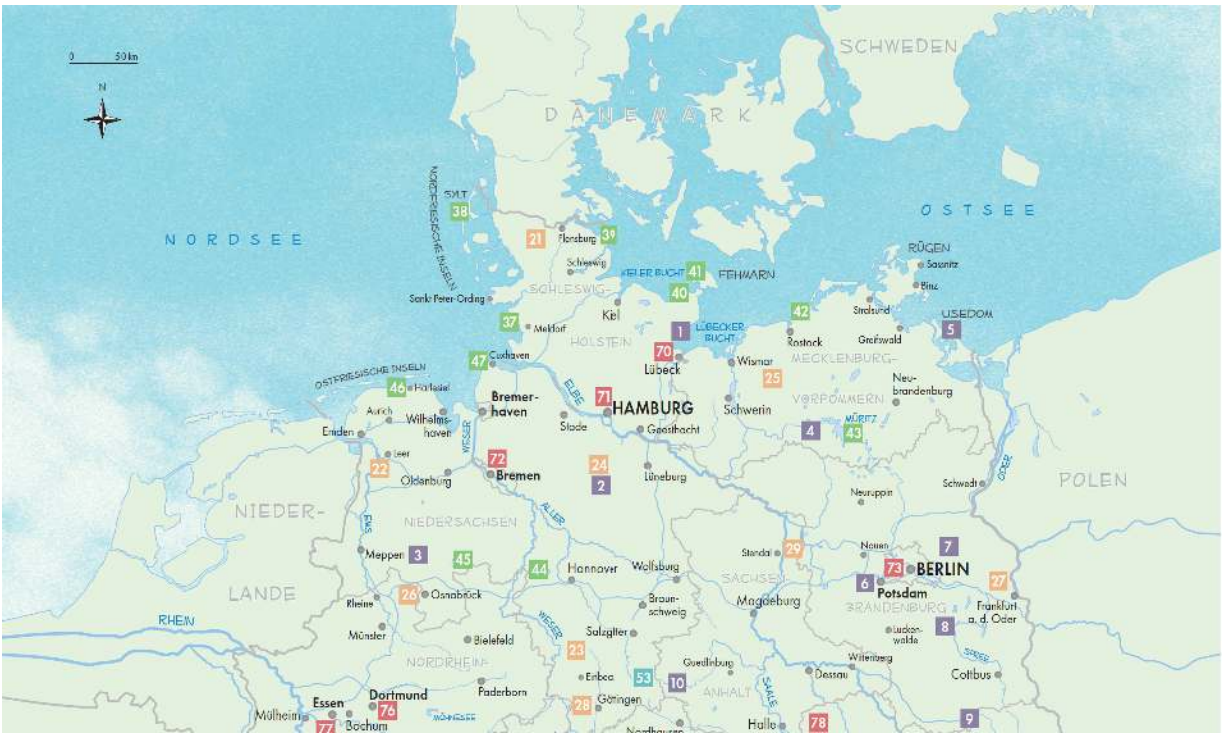 SCHWEDEN
0 50 km
N
DÄNEMARK
NORDFRIESISCHE INSELN
SYLT
38
OSTSEE
NORDSEE
21
Flensburg
39
RÜGEN
Sassnitz
Schleswig
KIELER BUCHT
41
FEHMARN
Binz
SCHLESWIG-
40
Sankt Peter-Ording
Kiel
42
Stralsund
USEDOM
37
Meldorf
1
LÜBECKER
BUCHT
5
HOLSTEIN
Rostock
Greifswald
47
Cuxhaven
70
Lübeck
Wismar
MECKLENBURG-
OSTFRIESISCHE INSELN
46
Harlesiel
ELBE
25
Neu-
brandenburg
Bremer-
haven
71
HAMBURG
Schwerin
VORPOMMERN
Aurich
Wilhelms-
haven
Stade
MÜRITZ
Emden
WESER
Geesthacht
4
43
Leer
72
22
Bremen
24
Oldenburg
2
Lüneburg
ODER
POLEN
Schwedt
Neuruppin
NIEDER-
ALLER
EMS
NIEDERSACHSEN
Meppen
3
45
44
Stendal
29
Nauen
7
Hannover
Wolfsburg
73
BERLIN
SACHSEN
6
Potsdam
27
LANDE
26
Osnabrück
Rheine
Braun-
schweig
Magdeburg
BRANDENBURG
Frankfurt
a. d. Oder
RHEIN
Münster
WESER
Salzgitter
Lucken-
walde
8
Bielefeld
23
SPREE
NORDRHEIN-
Quedlinburg
Wittenberg
Einbeck
53
10
Dessau
Cottbus
Paderborn
ANHALT
SAALE
Dortmund
76
28
Göttingen
Essen
Mülheim
MÖHNESEE
77
Bochum
Nordhausen
Halle
78
9